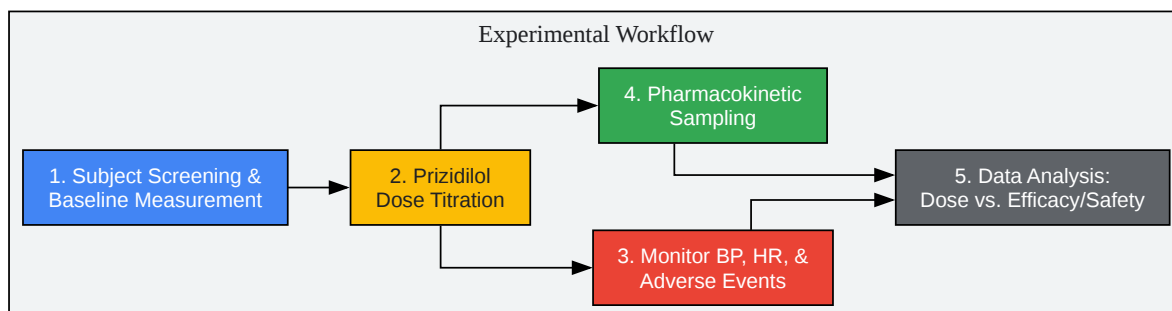 Experimental Workflow
4. Pharmacokinetic
Sampling
1. Subject Screening &
Baseline Measurement
2. Prizidilol
Dose Titration
5. Data Analysis:
Dose vs. Efficacy/Safety
3. Monitor BP, HR, &
Adverse Events